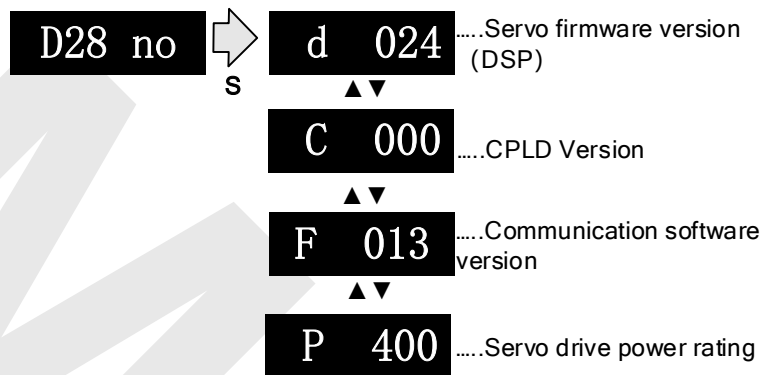 D28 no
S
d 024 .....Servo firmware version
(DSP)
▲▼
C 000 .....CPLD Version
▲▼
F 013 .....Communication software
version
▲▼
P 400 .....Servo drive power rating